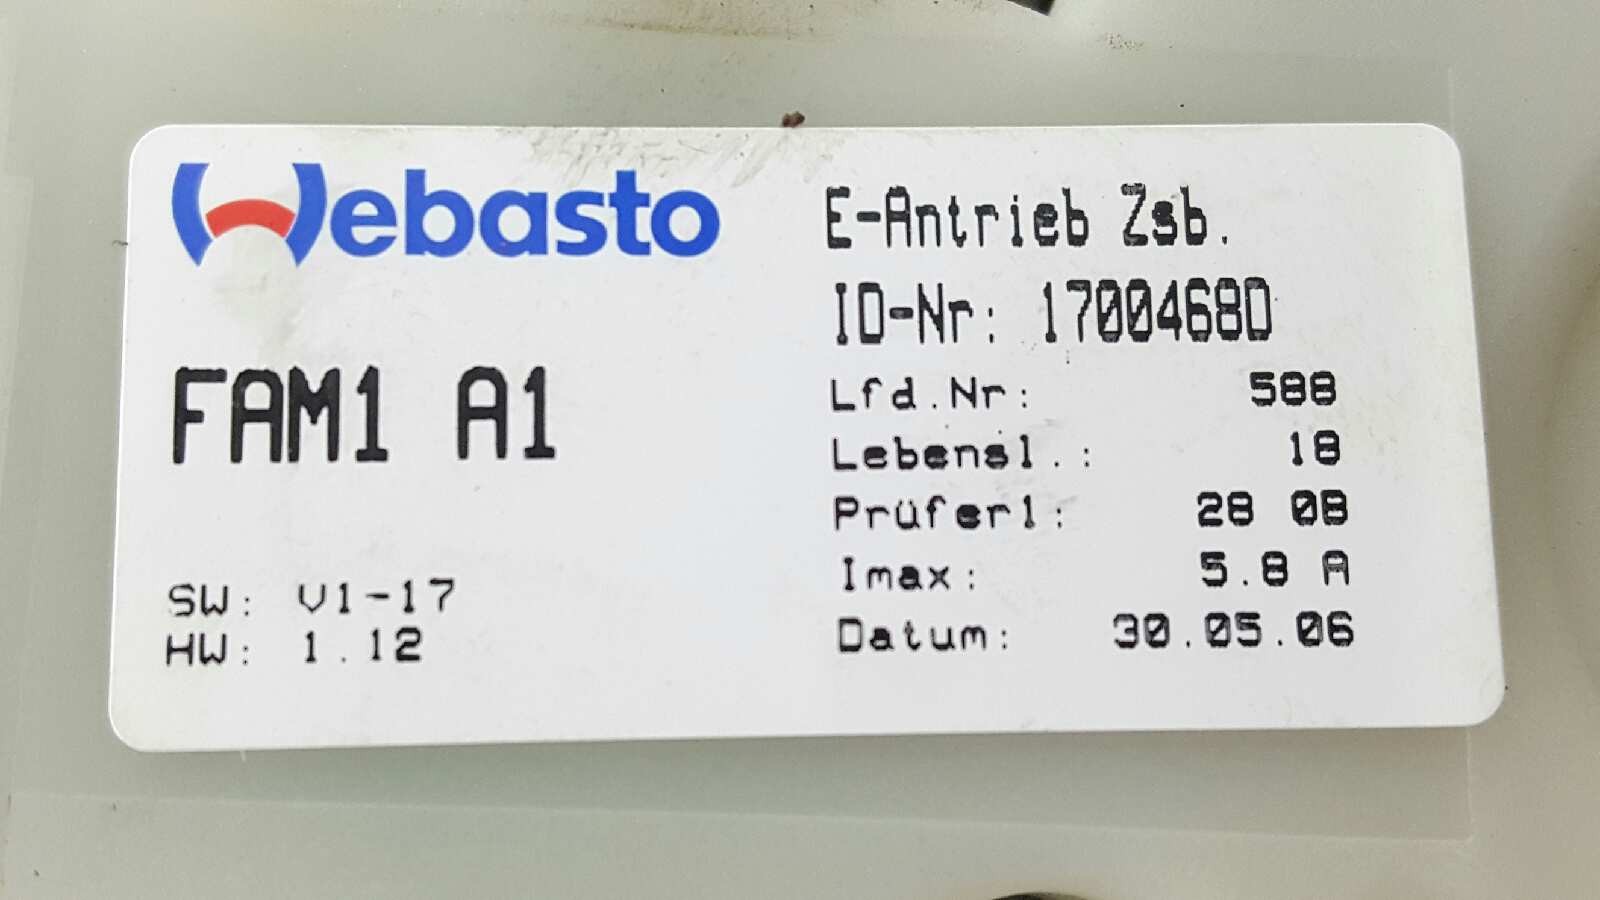 Webasto
FAM1 A1
SW: V1-17
HW: 1.12
E-Antrieb Zsb.
ID-Nr: 1700468D
Lfd.Nr: 588
Lebensl.: 18
Prüferl: 28 08
Imax: 5.8 A
Datum: 30.05.06